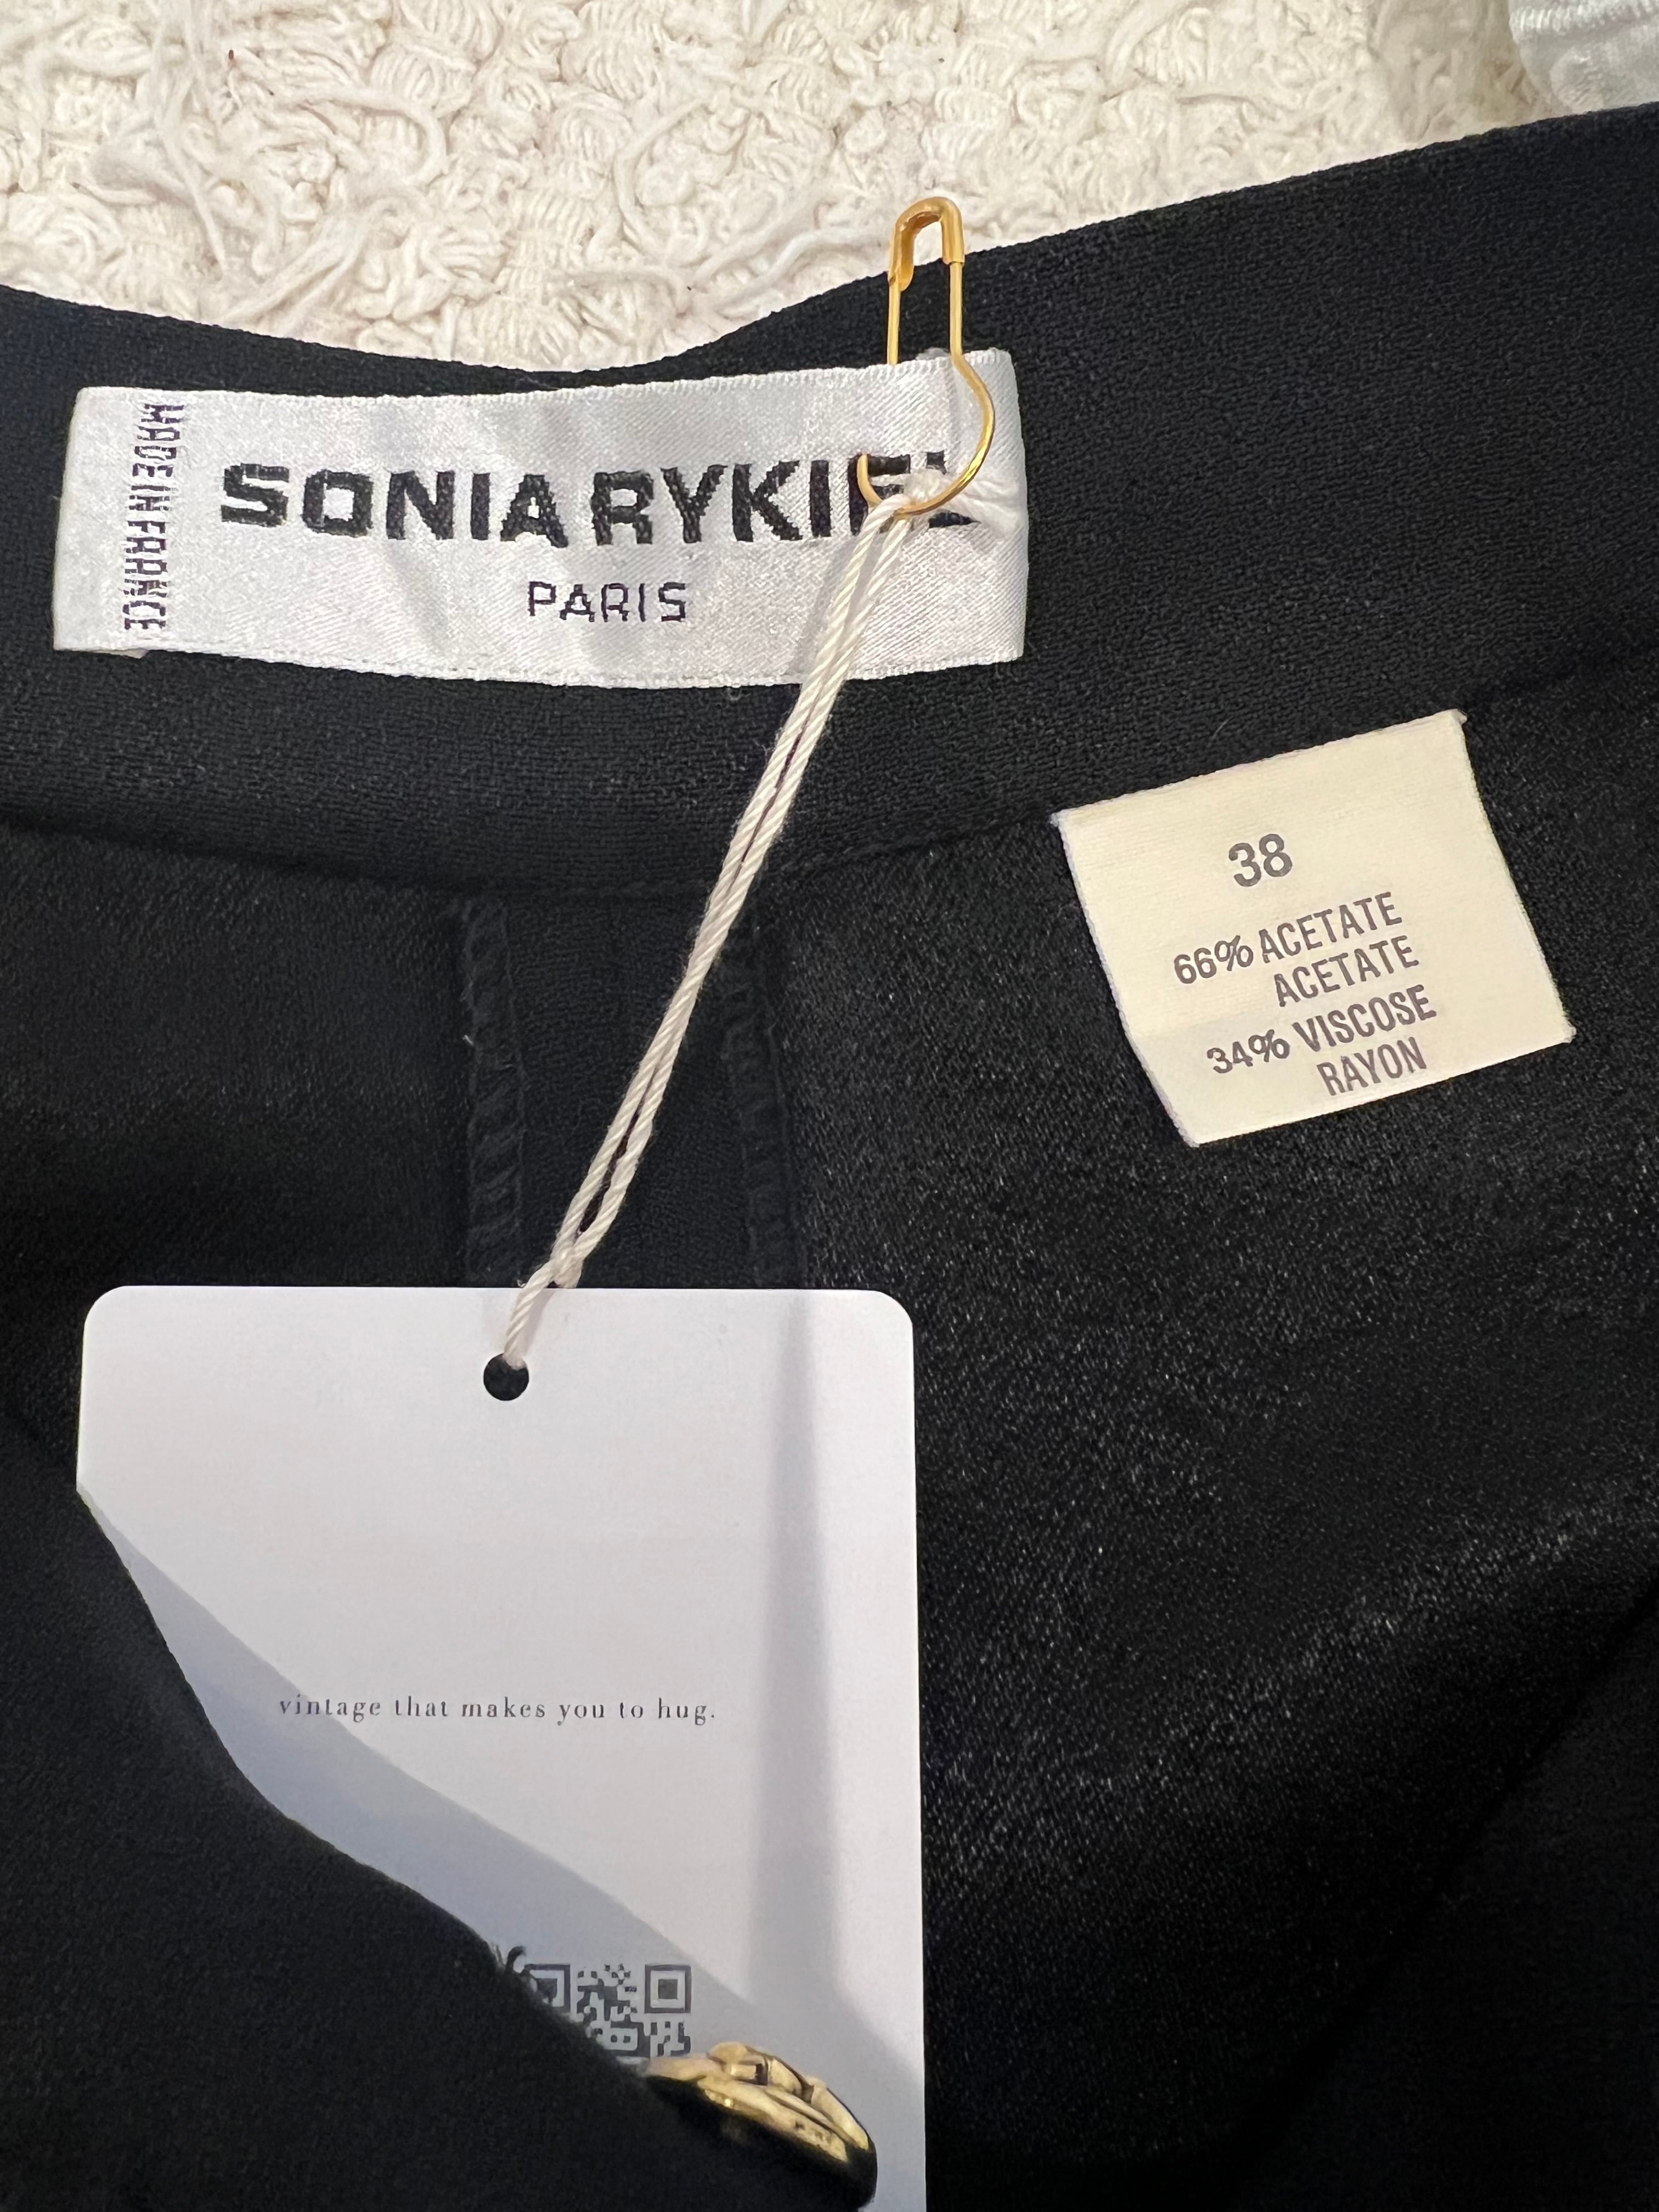 MADE IN FRANCE
SONIA RYKIEL
PARIS
38
66% ACETATE
ACETATE
34% VISCOSE
RAYON
vintage that makes you to hug.